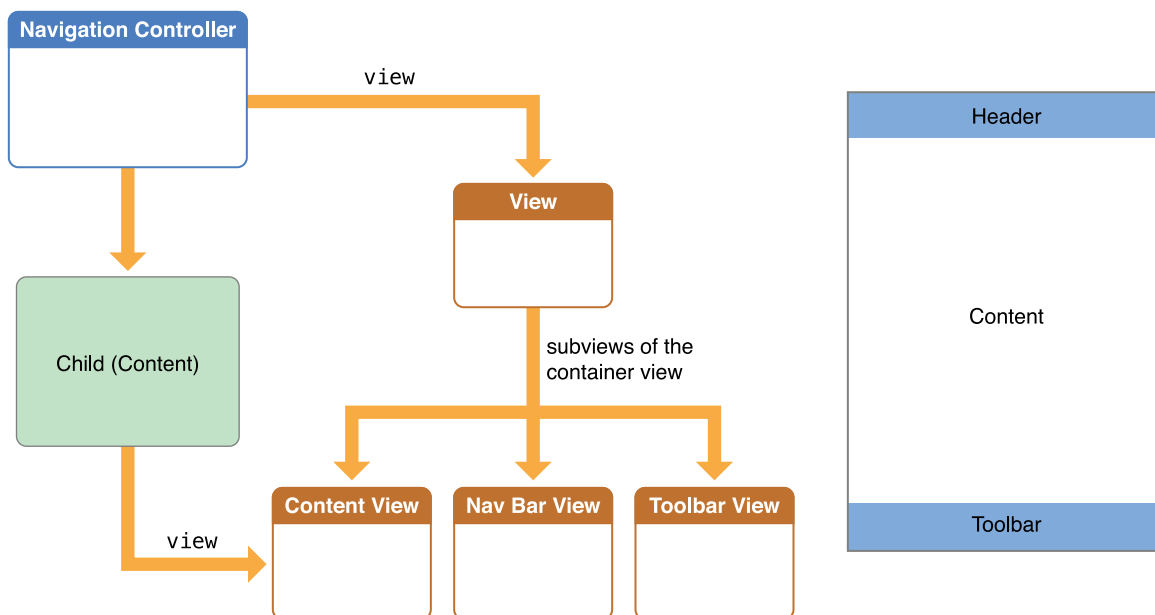 Navigation Controller
view
Header
View
Content
subviews of the
container view
Child (Content)
Content View
Nav Bar View
Toolbar View
Toolbar
view